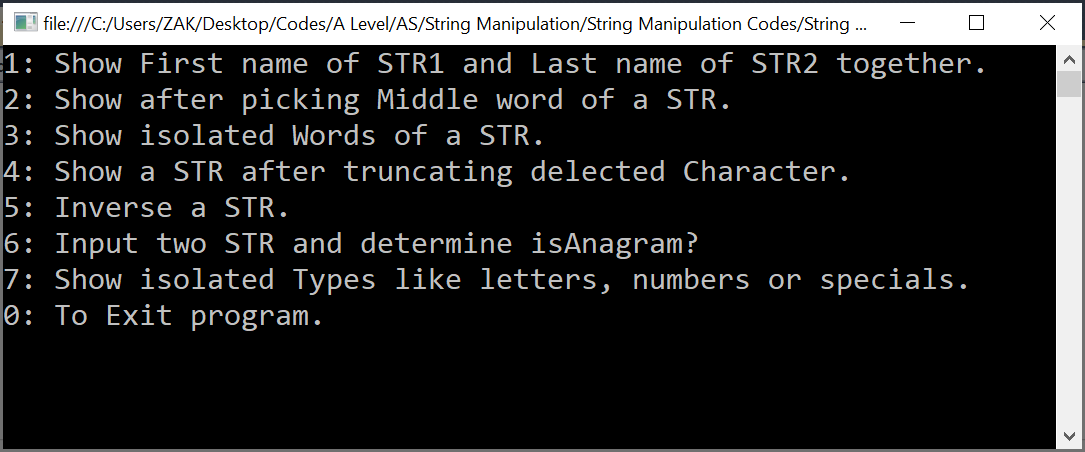 file:///C:/Users/ZAK/Desktop/Codes/A Level/AS/String Manipulation/String Manipulation Codes/String ...
1: Show First name of STR1 and Last name of STR2 together.
2: Show after picking Middle word of a STR.
3: Show isolated Words of a STR.
4: Show a STR after truncating delected Character.
5: Inverse a STR.
6: Input two STR and determine isAnagram?
7: Show isolated Types like letters, numbers or specials.
0: To Exit program.